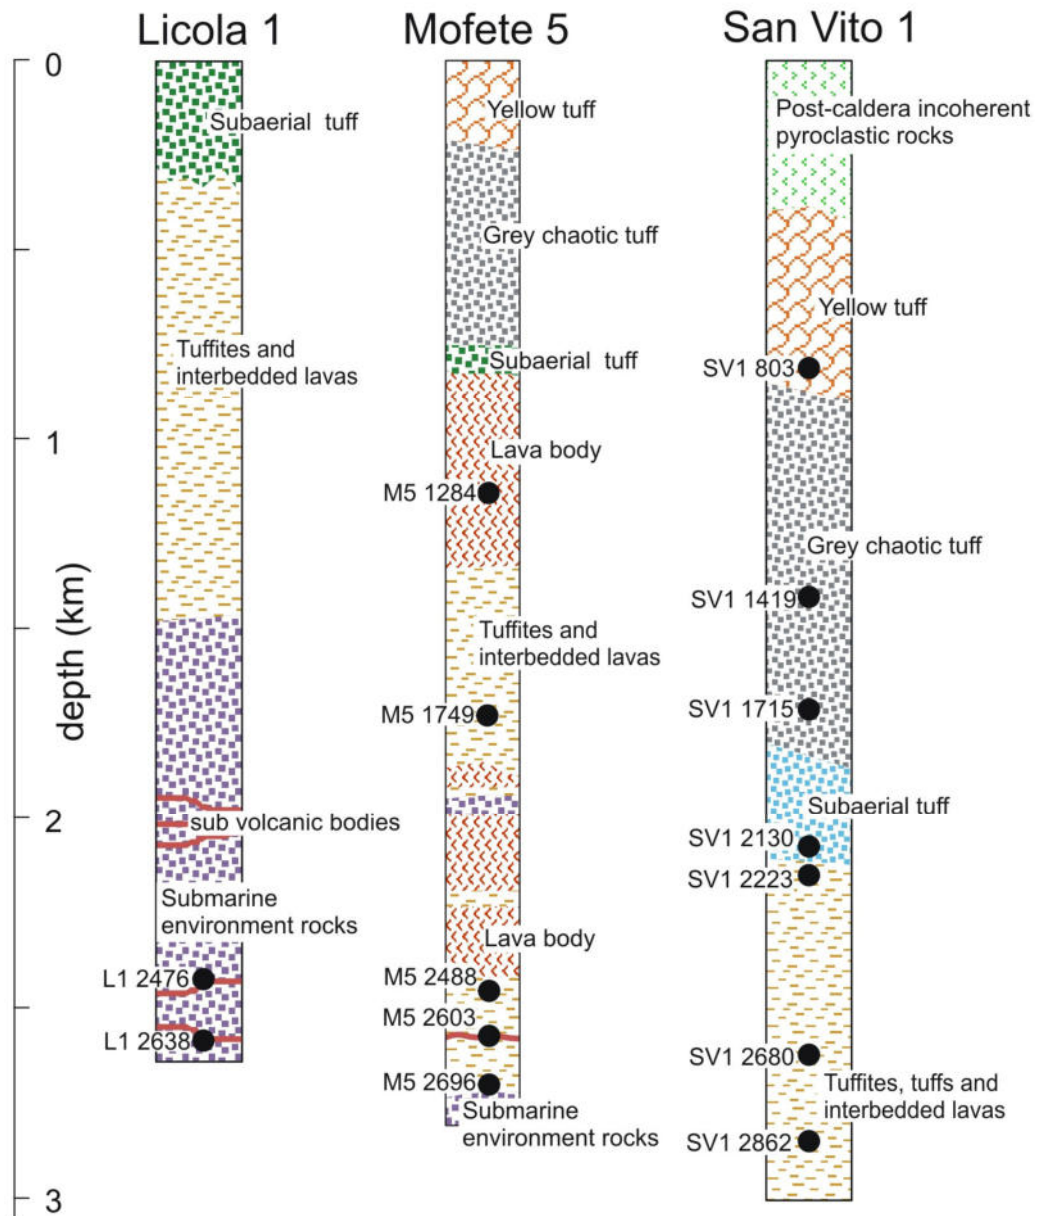 Licola 1
Mofete 5
San Vito 1
0
1
2
3
depth (km)
Subaerial tuff
Tuffites and
interbedded lavas
sub volcanic bodies
Submarine
environment rocks
L1 2476
L1 2638
Yellow tuff
Grey chaotic tuff
Subaerial tuff
Lava body
M5 1284
Tuffites and
interbedded lavas
M5 1749
Lava body
M5 2488
M5 2603
M5 2696
Submarine
environment rocks
Post-caldera incoherent
pyroclastic rocks
Yellow tuff
SV1 803
Grey chaotic tuff
SV1 1419
SV1 1715
Subaerial tuff
SV1 2130
SV1 2223
SV1 2680
Tuffites, tuffs and
interbedded lavas
SV1 2862